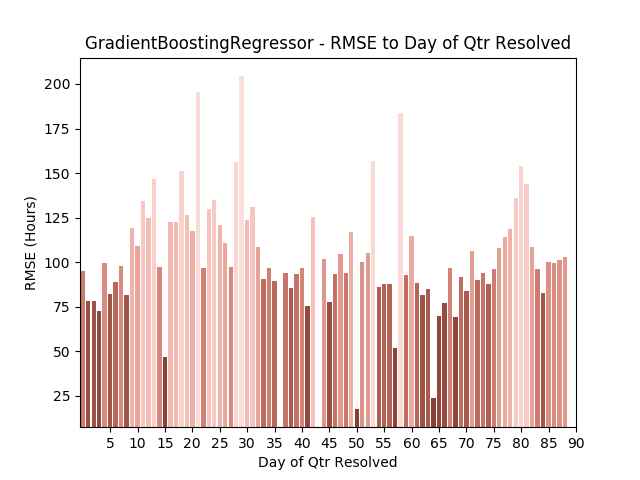 GradientBoostingRegressor - RMSE to Day of Qtr Resolved
200
175
150
125
100
75
50
25
RMSE (Hours)
5 10 15 20 25 30 35 40 45 50 55 60 65 70 75 80 85 90
Day of Qtr Resolved